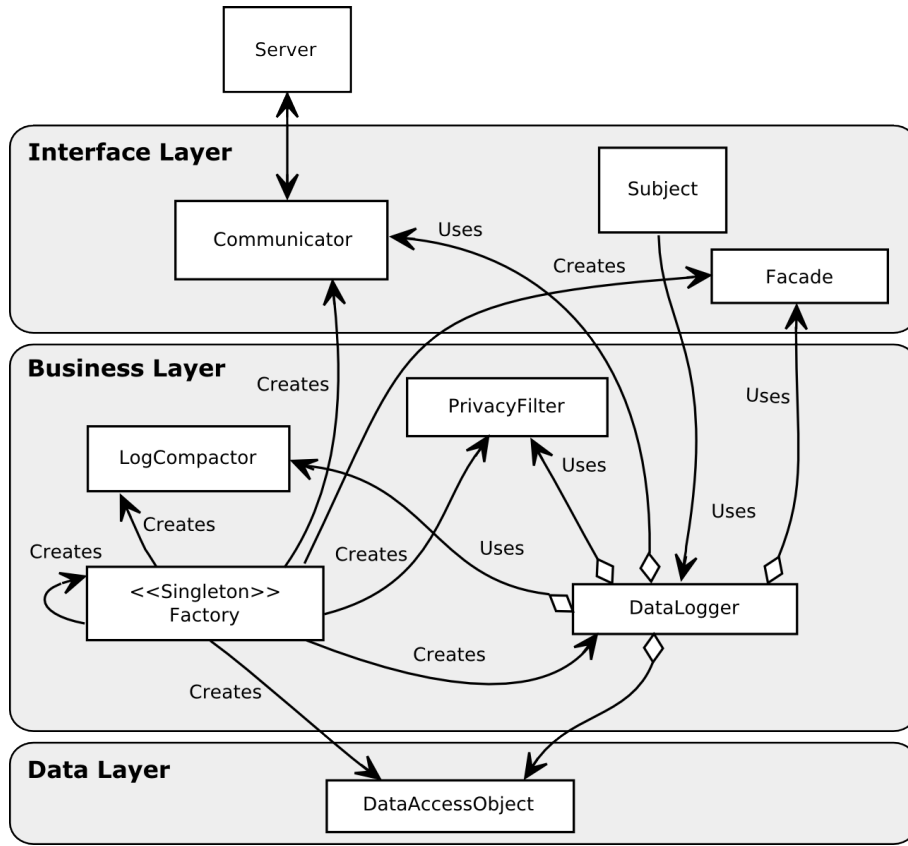 Server
Interface Layer
Subject
Uses
Communicator
Creates
Facade
Business Layer
Creates
Uses
PrivacyFilter
LogCompactor
Uses
Creates
Uses
Creates
Creates
Uses
<<Singleton>>
Factory
DataLogger
Creates
Creates
Data Layer
DataAccessObject